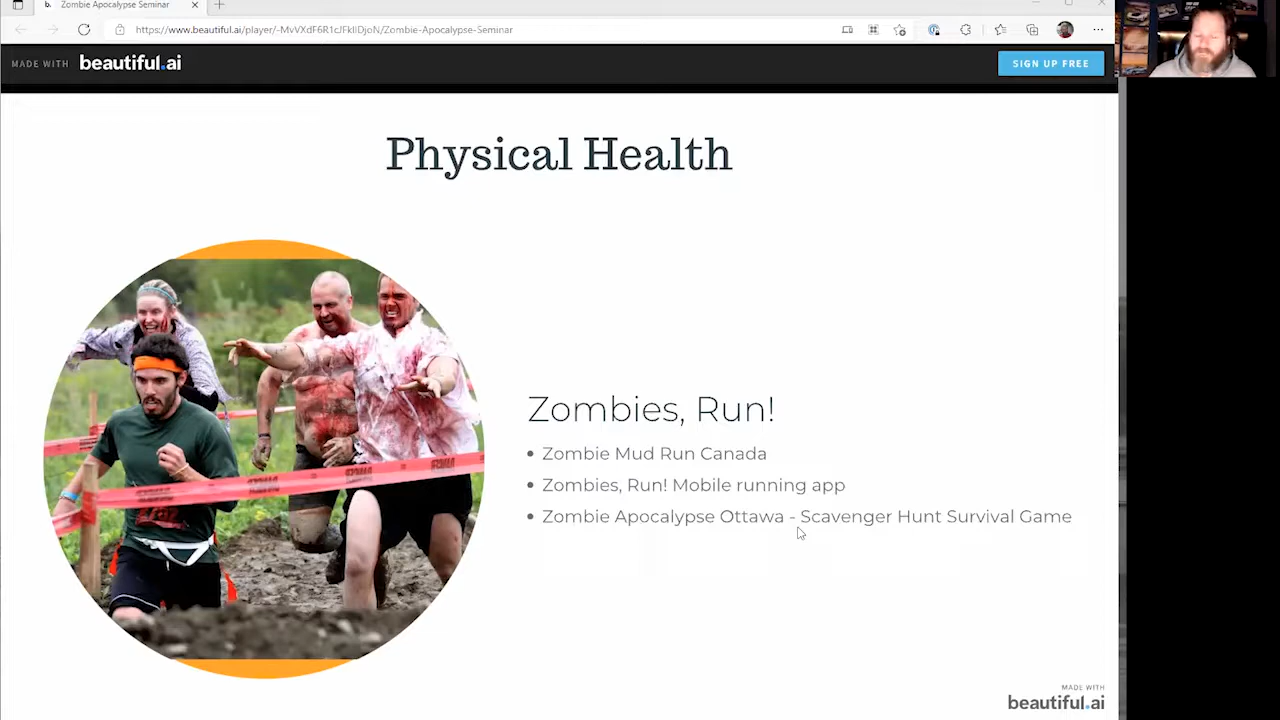 Zombie Apocalypse Seminar
https://www.beautiful.ai/player/-MvVXdF6R1cJFkIiDjoN/Zombie-Apocalypse-Seminar
MADE WITH beautiful.ai
SIGN UP FREE
Physical Health
Zombies, Run!
• Zombie Mud Run Canada
• Zombies, Run! Mobile running app
• Zombie Apocalypse Ottawa - Scavenger Hunt Survival Game
DANGER
MADE WITH
beautiful.ai